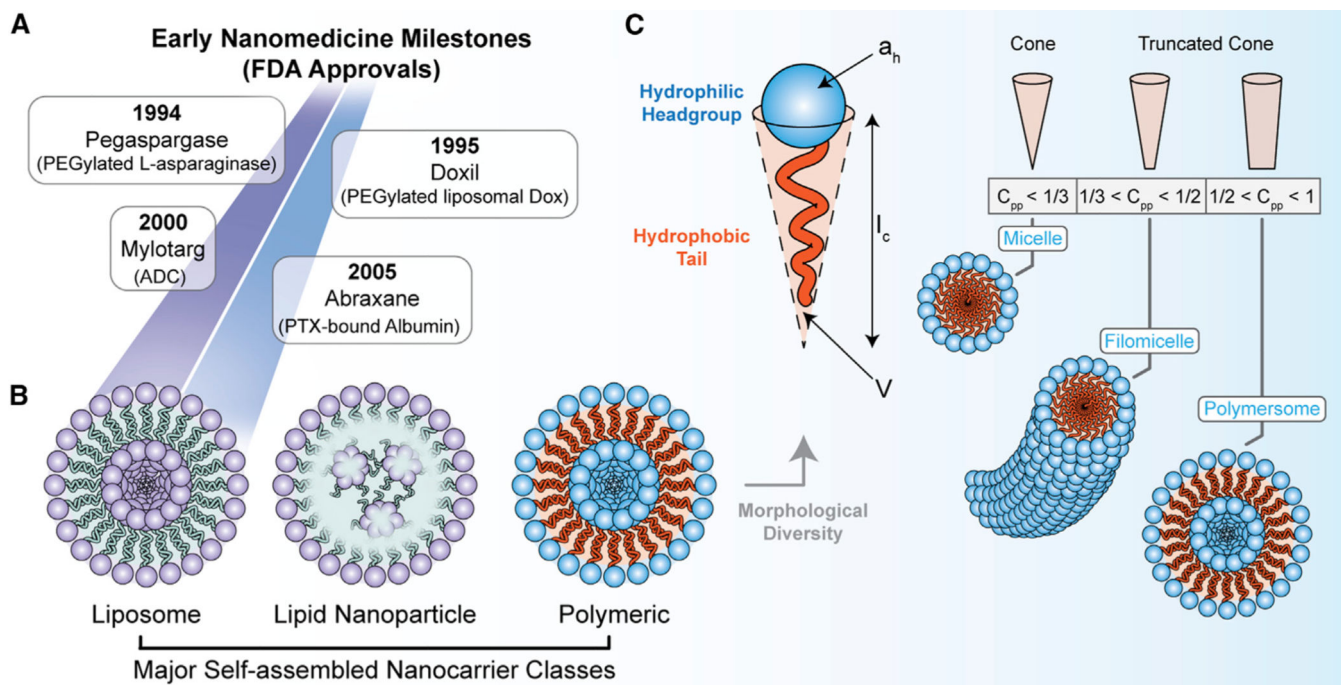 A
Early Nanomedicine Milestones
(FDA Approvals)
1994
Pegaspargase
(PEGylated L-asparaginase)
1995
Doxil
(PEGylated liposomal Dox)
2000
Mylotarg
(ADC)
2005
Abraxane
(PTX-bound Albumin)
B
Liposome
Lipid Nanoparticle
Polymeric
Major Self-assembled Nanocarrier Classes
C
Hydrophilic
Headgroup
a_h
l_c
Hydrophobic
Tail
V
Morphological
Diversity
Cone
Truncated Cone
C_pp < 1/3
1/3 < C_pp < 1/2
1/2 < C_pp < 1
Micelle
Filomicelle
Polymersome